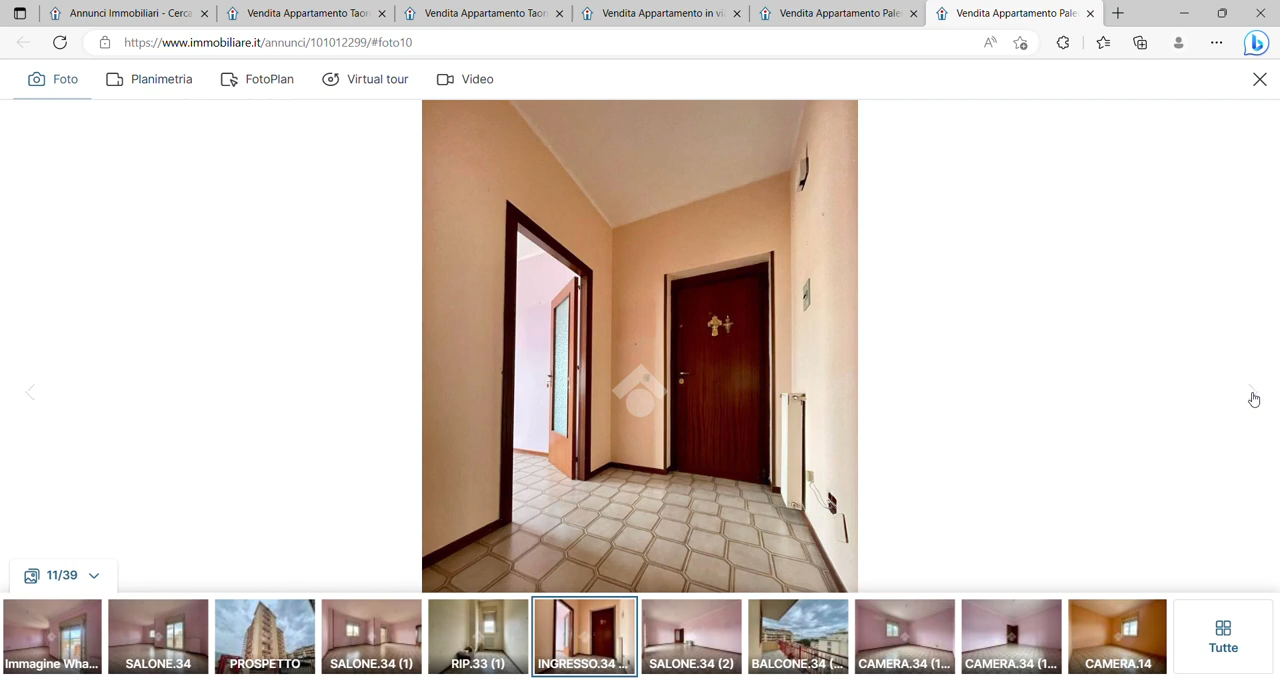 Annunci Immobiliari - Cerca
Vendita Appartamento Taor
Vendita Appartamento Taor
Vendita Appartamento in vi
Vendita Appartamento Pale
Vendita Appartamento Pale
https://www.immobiliare.it/annunci/101012299/#foto10
Foto
Planimetria
FotoPlan
Virtual tour
Video
11/39
Immagine Wha...
SALONE.34
PROSPETTO
SALONE.34 (1)
RIP.33 (1)
INGRESSO.34 ...
SALONE.34 (2)
BALCONE.34 (...
CAMERA.34 (1...
CAMERA.34 (1...
CAMERA.14
Tutte